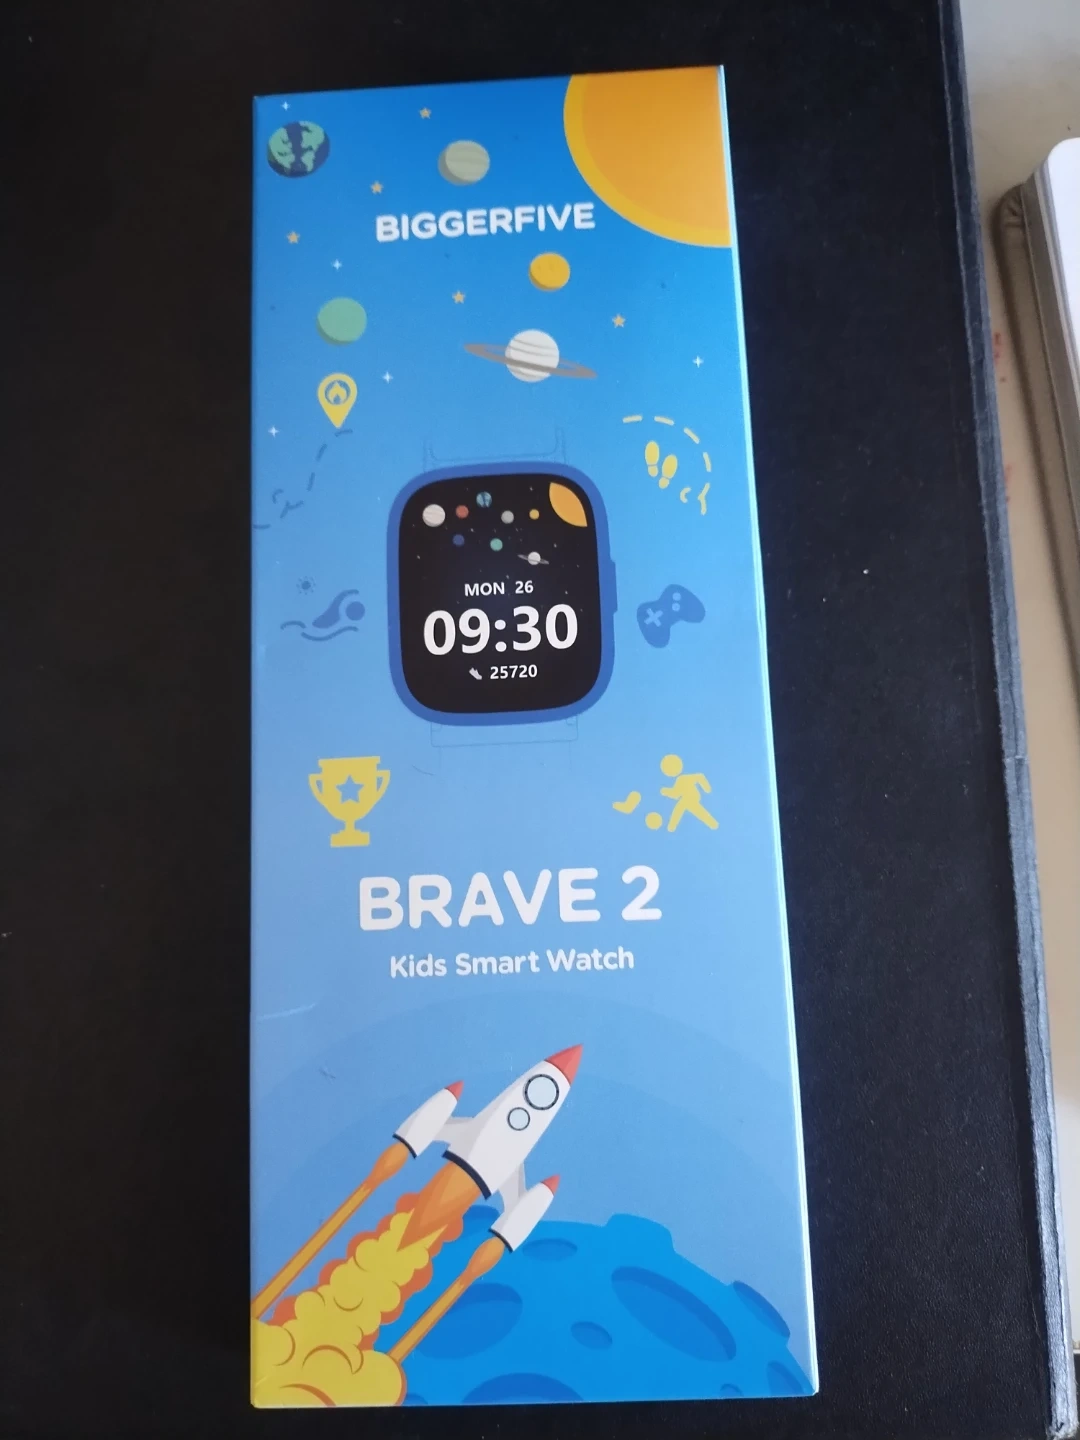 BIGGERFIVE
MON 26
09:30
25720
BRAVE 2
Kids Smart Watch